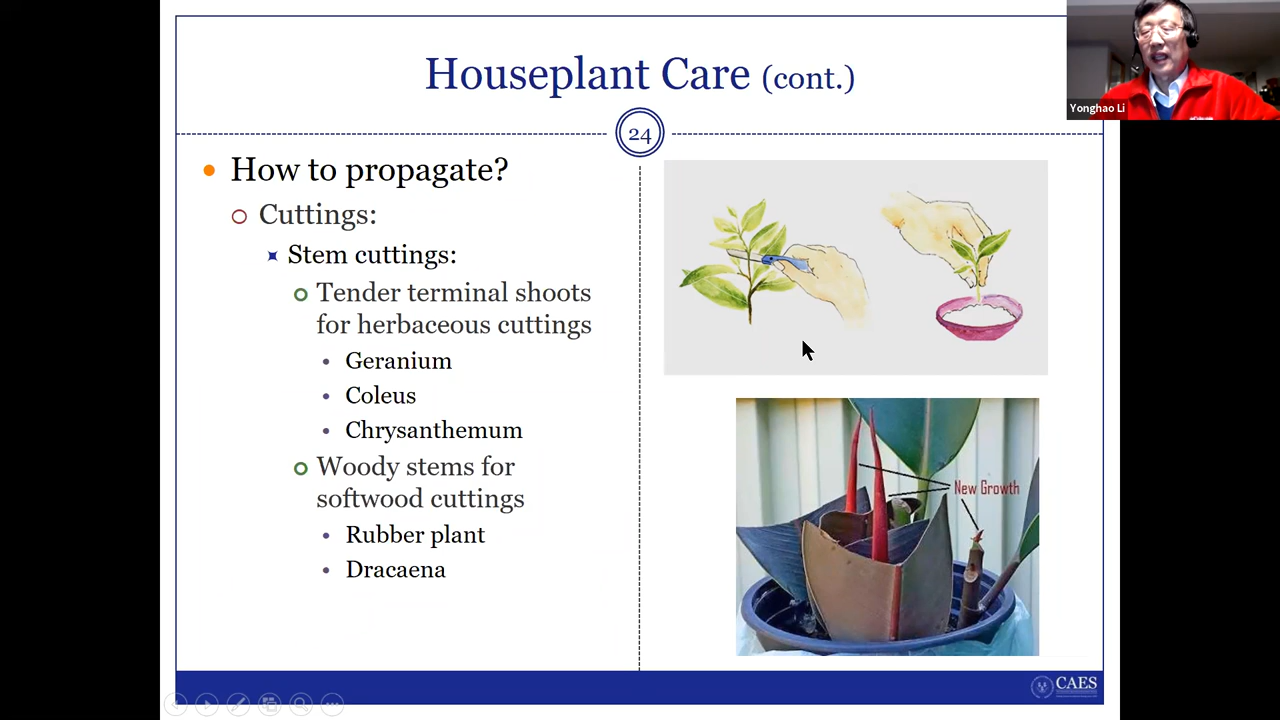 Houseplant Care (cont.)
Yonghao Li
24
How to propagate?
Cuttings:
Stem cuttings:
Tender terminal shoots
for herbaceous cuttings
Geranium
Coleus
Chrysanthemum
Woody stems for
softwood cuttings
Rubber plant
Dracaena
New Growth
CAES